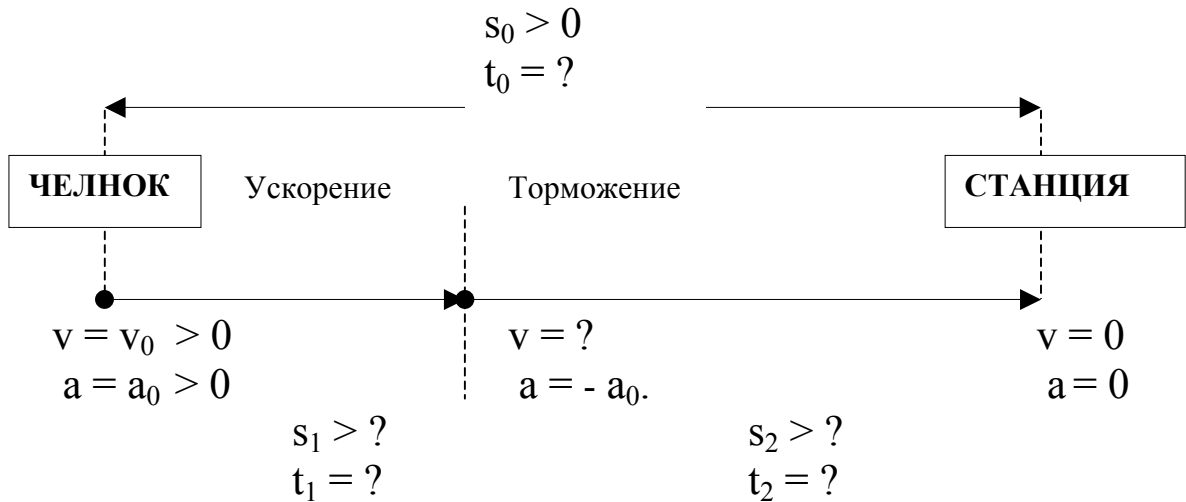 s₀ > 0
t₀ = ?
ЧЕЛНОК Ускорение Торможение СТАНЦИЯ
v = v₀ > 0 v = ? v = 0
a = a₀ > 0 a = - a₀. a = 0
s₁ > ? s₂ > ?
t₁ = ? t₂ = ?